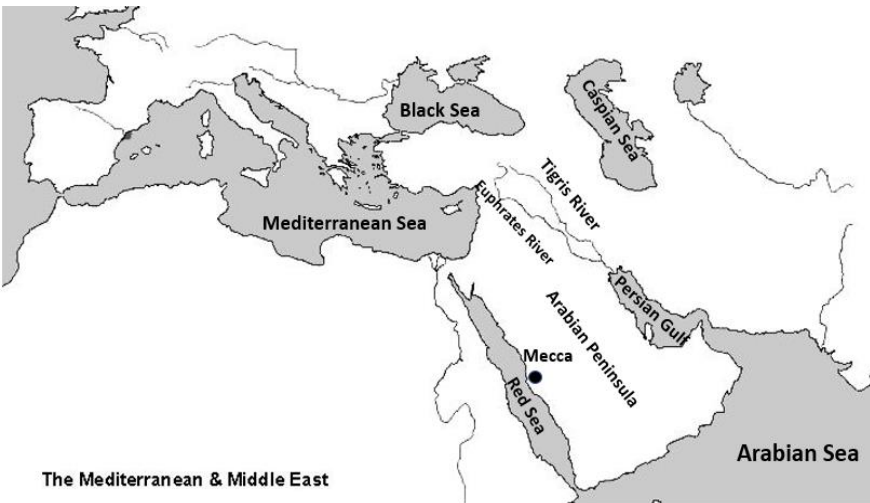 Black Sea
Caspian Sea
Tigris River
Euphrates River
Mediterranean Sea
Persian Gulf
Arabian Peninsula
Mecca
Red Sea
Arabian Sea
The Mediterranean & Middle East